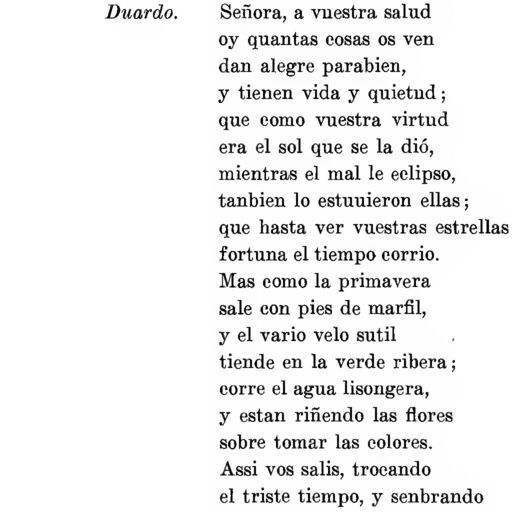 Duardo. Señora, a vuestra salud
oy quantas cosas os ven
dan alegre parabien,
y tienen vida y quietud;
que como vuestra virtud
era el sol que se la dió,
mientras el mal le eclipso,
tanbien lo estuuieron ellas;
que hasta ver vuestras estrellas
fortuna el tiempo corrio.
Mas como la primavera
sale con pies de marfil,
y el vario velo sutil
tiende en la verde ribera;
corre el agua lisongera,
y estan riñendo las flores
sobre tomar las colores.
Assi vos salis, trocando
el triste tiempo, y senbrando